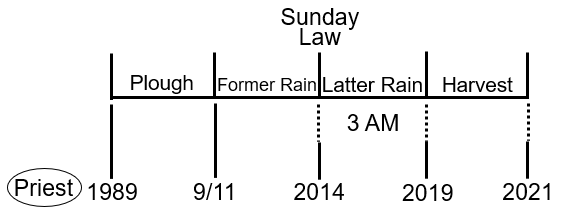 Sunday
Law
Plough Former Rain Latter Rain Harvest
3 AM
Priest 1989 9/11 2014 2019 2021